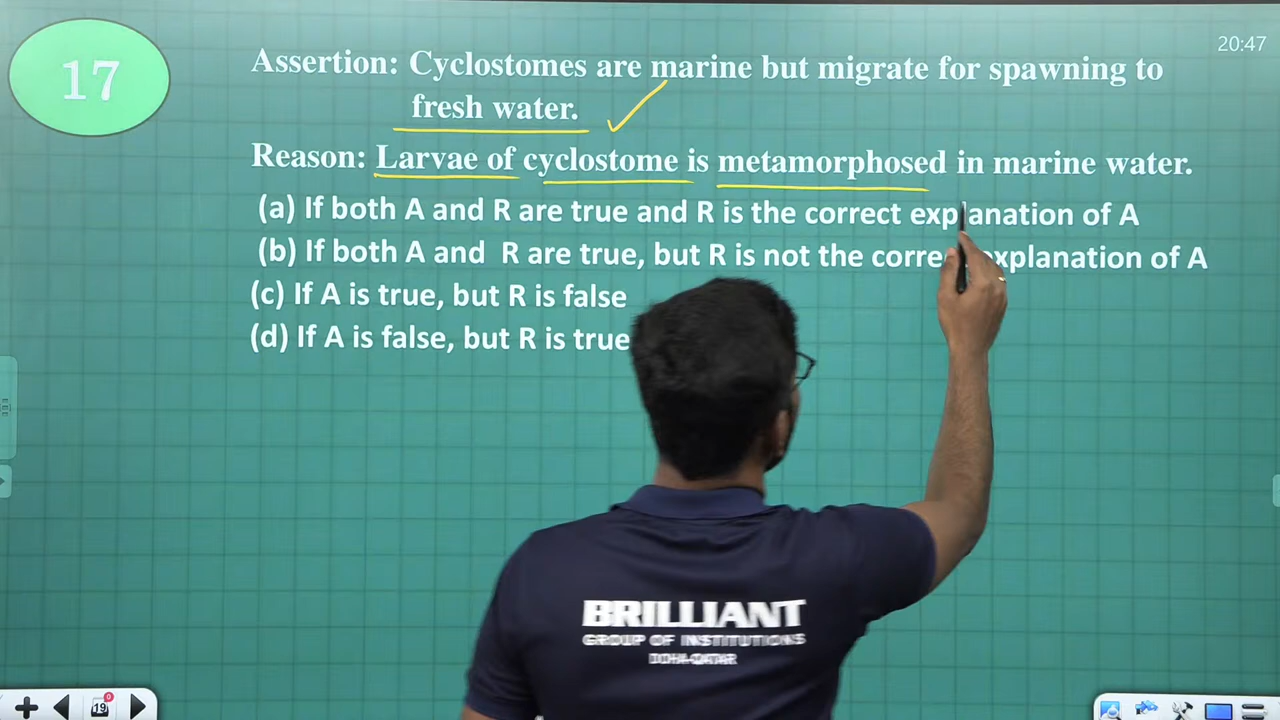 17
20:47
Assertion: Cyclostomes are marine but migrate for spawning to
fresh water.
Reason: Larvae of cyclostome is metamorphosed in marine water.
(a) If both A and R are true and R is the correct explanation of A
(b) If both A and R are true, but R is not the correct explanation of A
(c) If A is true, but R is false
(d) If A is false, but R is true
BRILLIANT
GROUP OF INSTITUTIONS
DOHA-QATAR
19